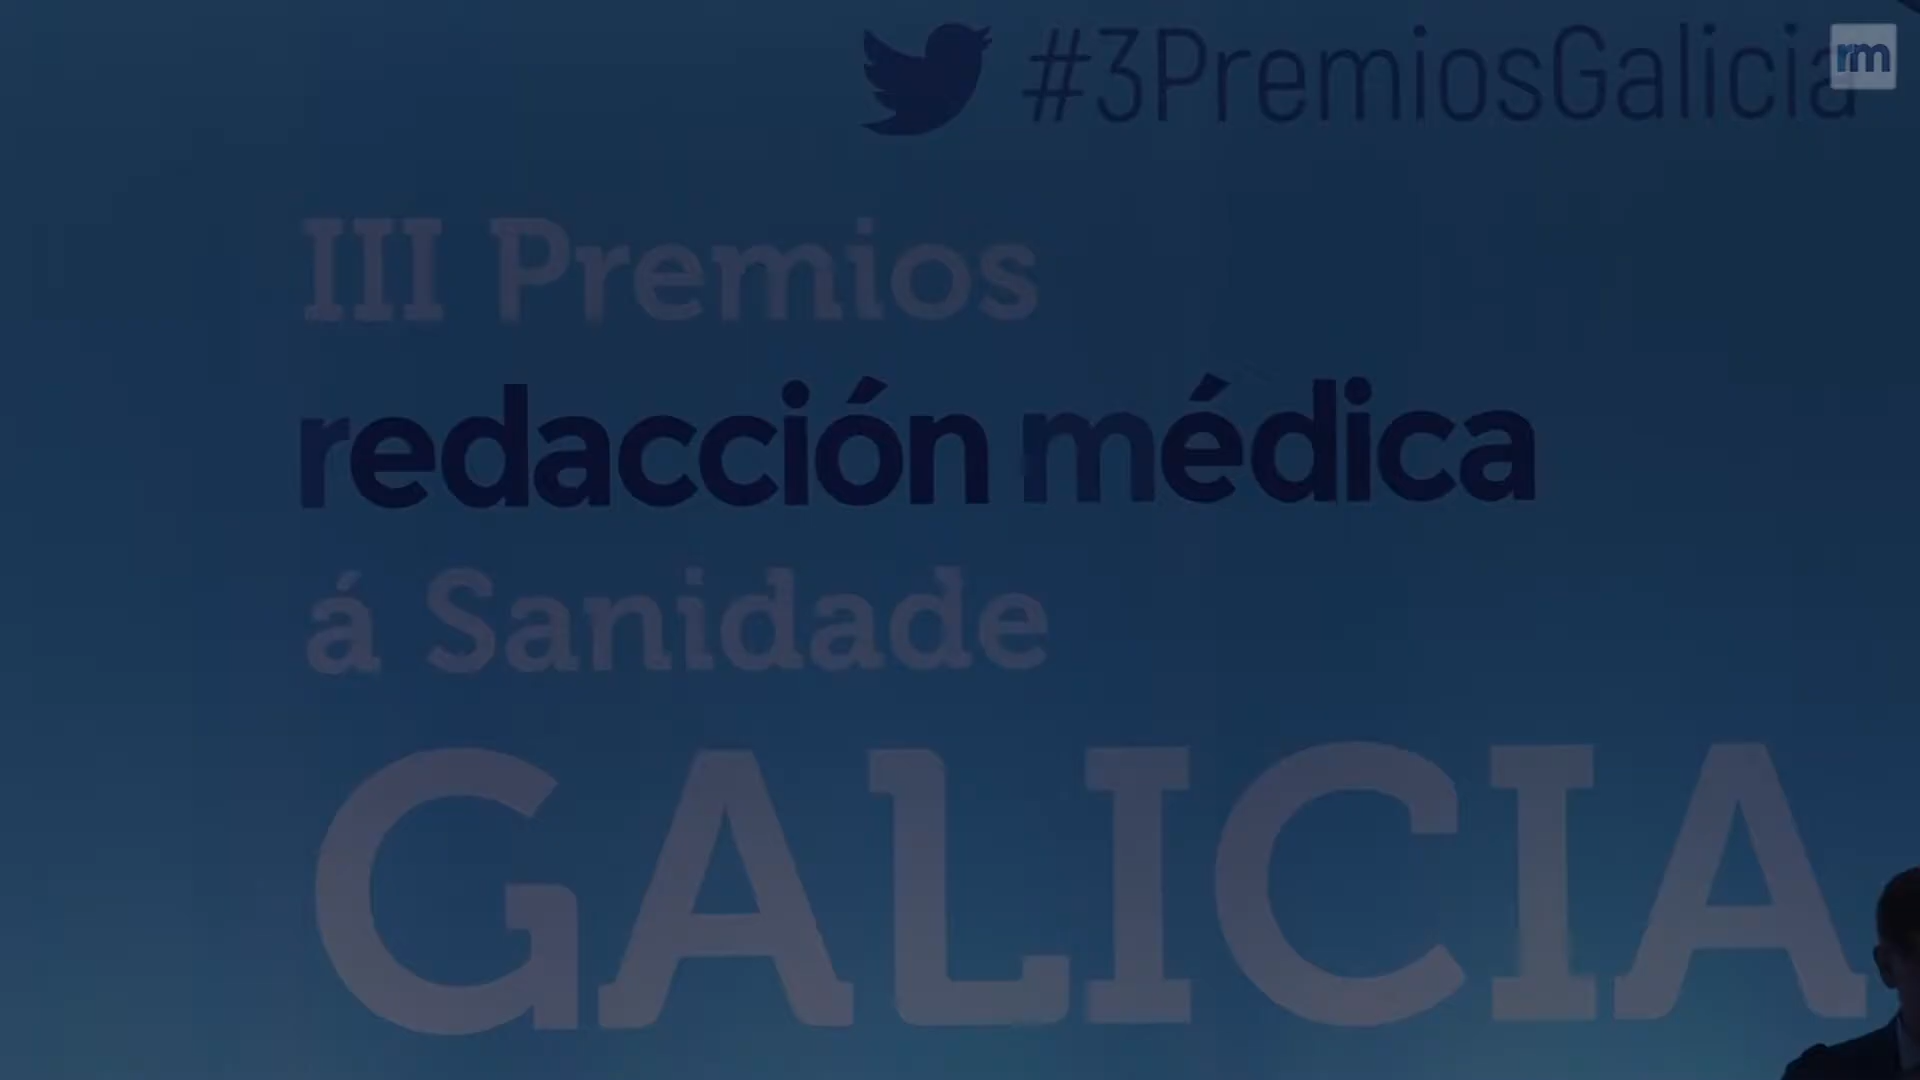 #3PremiosGalicia
rm
III Premios
redacción médica
á Sanidade
GALICIA